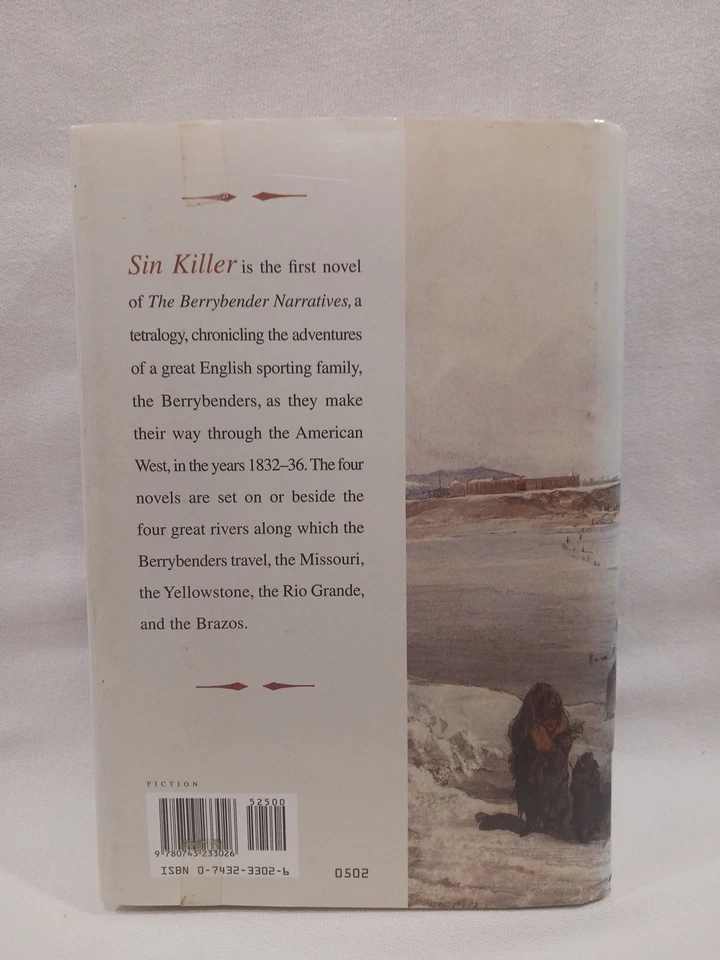 Sin Killer is the first novel
of The Berrybender Narratives, a
tetralogy, chronicling the adventures
of a great English sporting family,
the Berrybenders, as they make
their way through the American
West, in the years 1832–36. The four
novels are set on or beside the
four great rivers along which the
Berrybenders travel, the Missouri,
the Yellowstone, the Rio Grande,
and the Brazos.
FICTION
52500
9 780743 233026
ISBN 0-7432-3302-6
0502